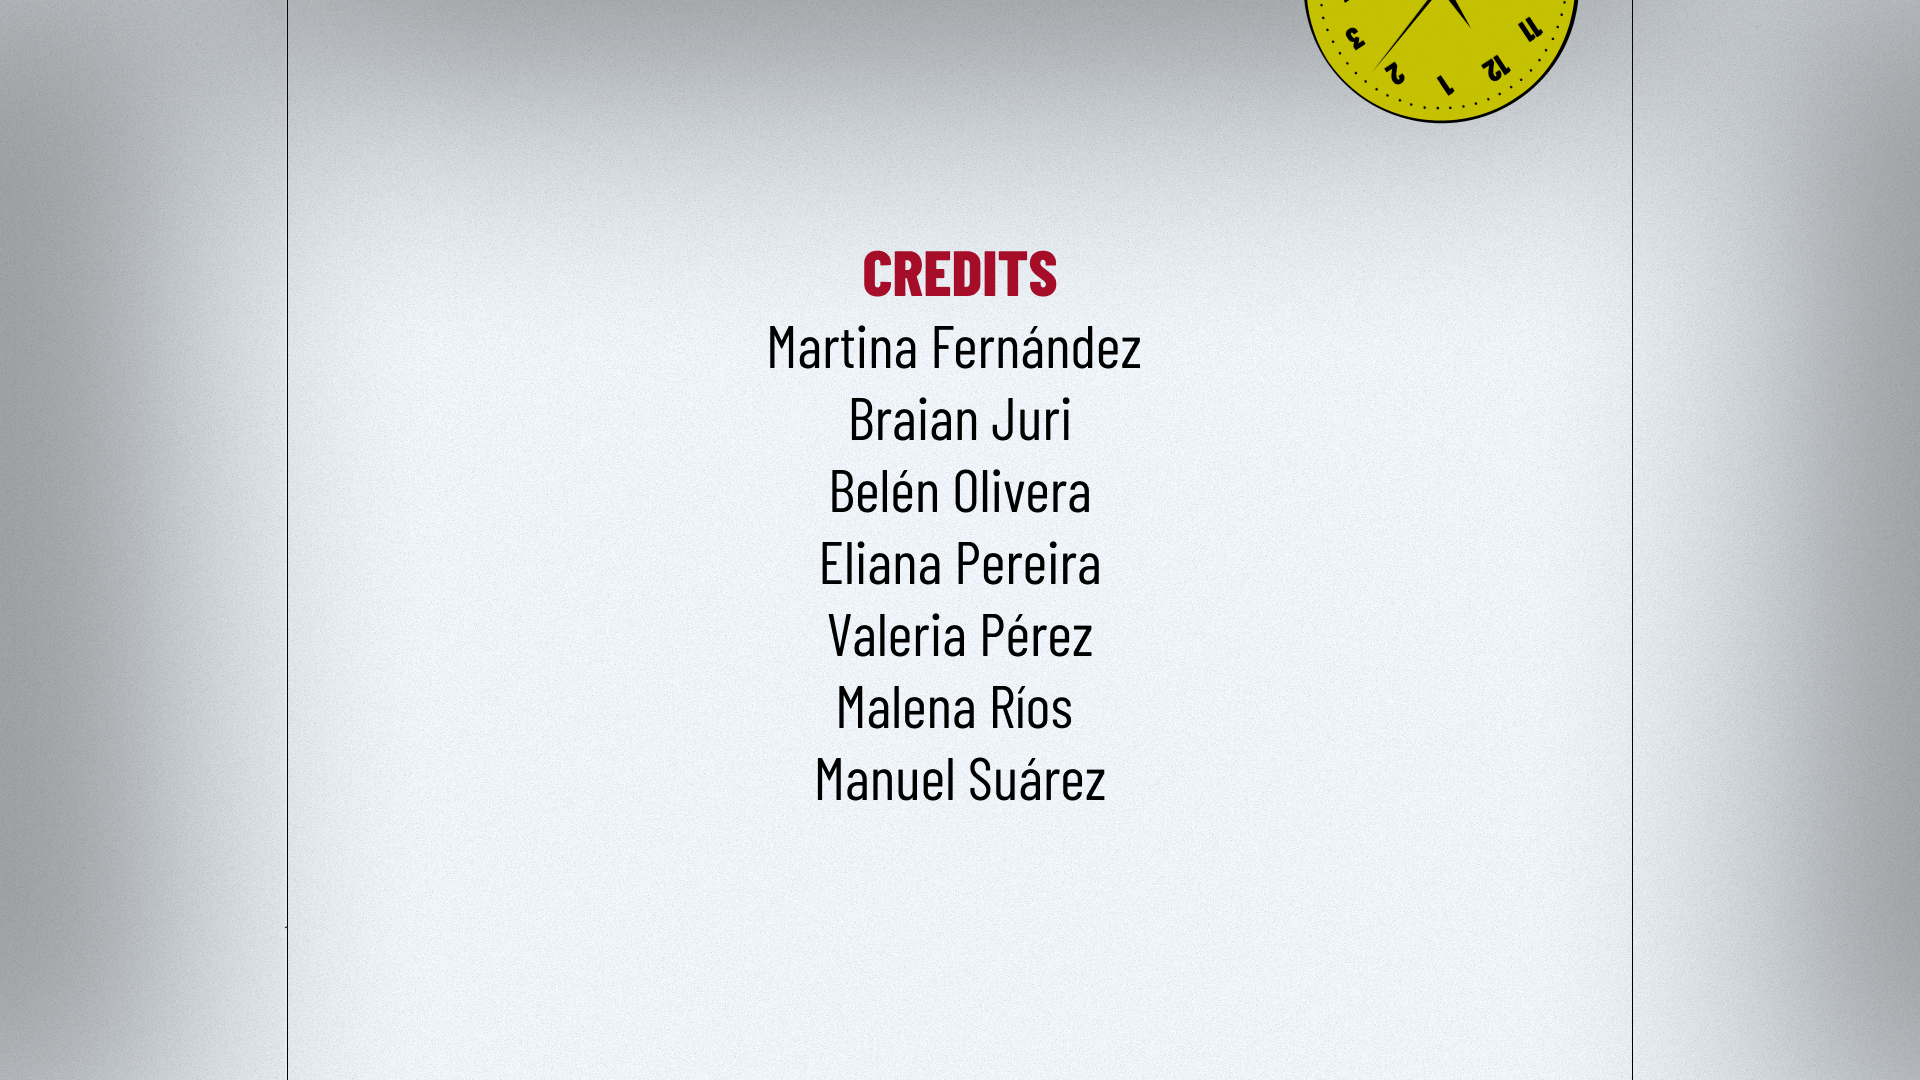 3
2
1
12
11
CREDITS
Martina Fernández
Braian Juri
Belén Olivera
Eliana Pereira
Valeria Pérez
Malena Ríos
Manuel Suárez